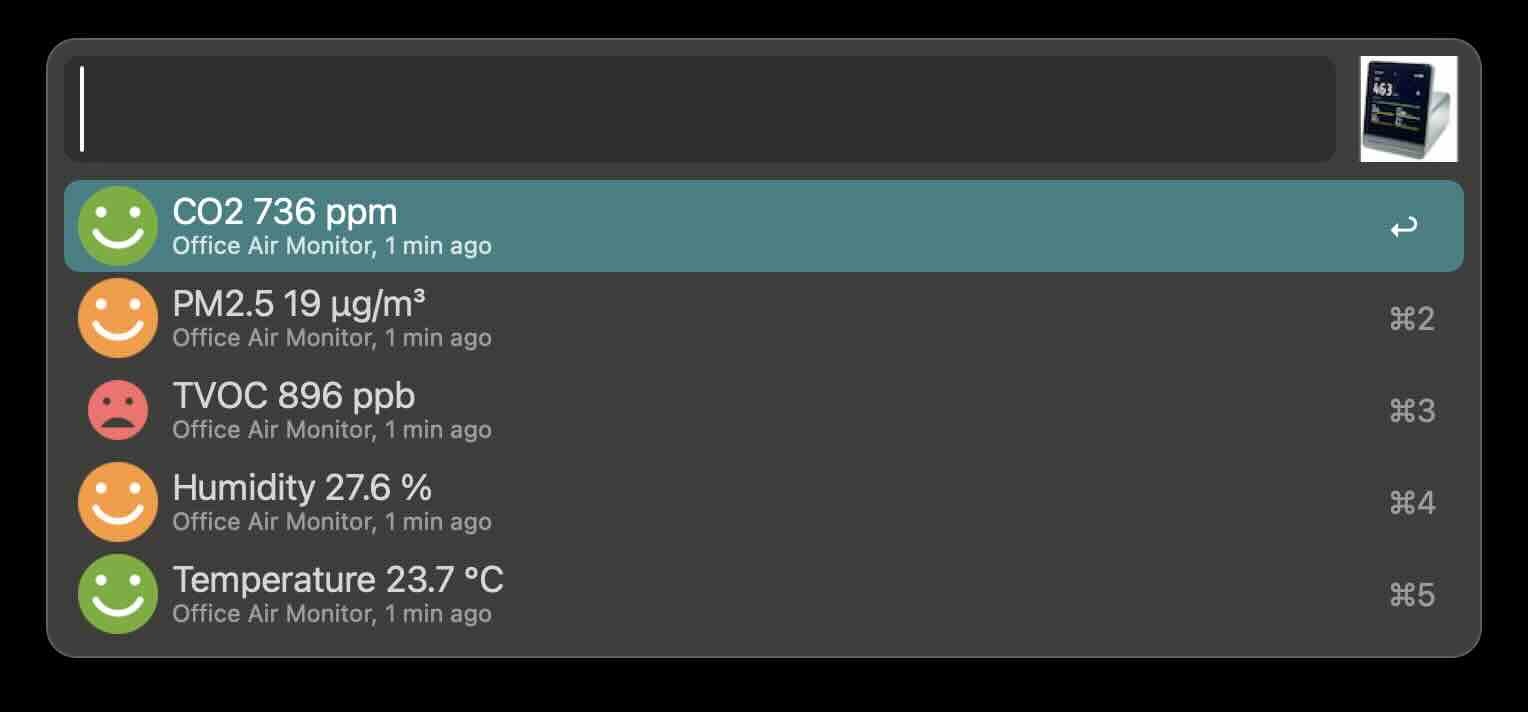 463
CO2 736 ppm
Office Air Monitor, 1 min ago
↩
PM2.5 19 µg/m³
Office Air Monitor, 1 min ago
⌘2
TVOC 896 ppb
Office Air Monitor, 1 min ago
⌘3
Humidity 27.6 %
Office Air Monitor, 1 min ago
⌘4
Temperature 23.7 °C
Office Air Monitor, 1 min ago
⌘5